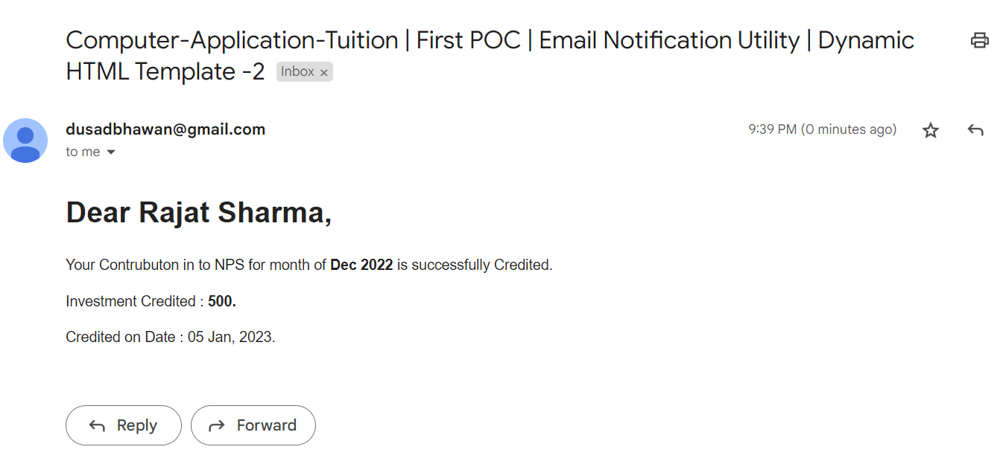 Computer-Application-Tuition | First POC | Email Notification Utility | Dynamic
HTML Template -2 Inbox ×
dusadbhawan@gmail.com 9:39 PM (0 minutes ago)
to me
Dear Rajat Sharma,
Your Contrubuton in to NPS for month of Dec 2022 is successfully Credited.
Investment Credited : 500.
Credited on Date : 05 Jan, 2023.
Reply Forward